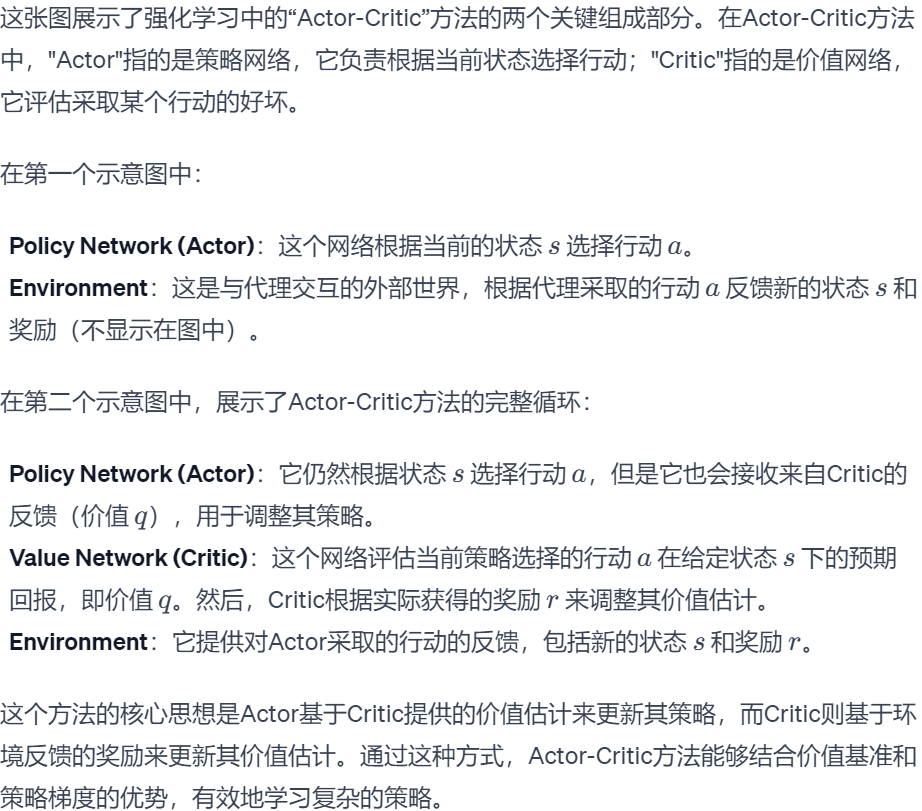 这张图展示了强化学习中的“Actor-Critic”方法的两个关键组成部分。在Actor-Critic方法
中，"Actor"指的是策略网络，它负责根据当前状态选择行动；"Critic"指的是价值网络，
它评估采取某个行动的好坏。
在第一个示意图中：
Policy Network (Actor)：这个网络根据当前的状态 s 选择行动 a。
Environment：这是与代理交互的外部世界，根据代理采取的行动 a 反馈新的状态 s 和
奖励（不显示在图中）。
在第二个示意图中，展示了Actor-Critic方法的完整循环：
Policy Network (Actor)：它仍然根据状态 s 选择行动 a，但是它也会接收来自Critic的
反馈（价值 q），用于调整其策略。
Value Network (Critic)：这个网络评估当前策略选择的行动 a 在给定状态 s 下的预期
回报，即价值 q。然后，Critic根据实际获得的奖励 r 来调整其价值估计。
Environment：它提供对Actor采取的行动的反馈，包括新的状态 s 和奖励 r。
这个方法的核心思想是Actor基于Critic提供的价值估计来更新其策略，而Critic则基于环
境反馈的奖励来更新其价值估计。通过这种方式，Actor-Critic方法能够结合价值基准和
策略梯度的优势，有效地学习复杂的策略。